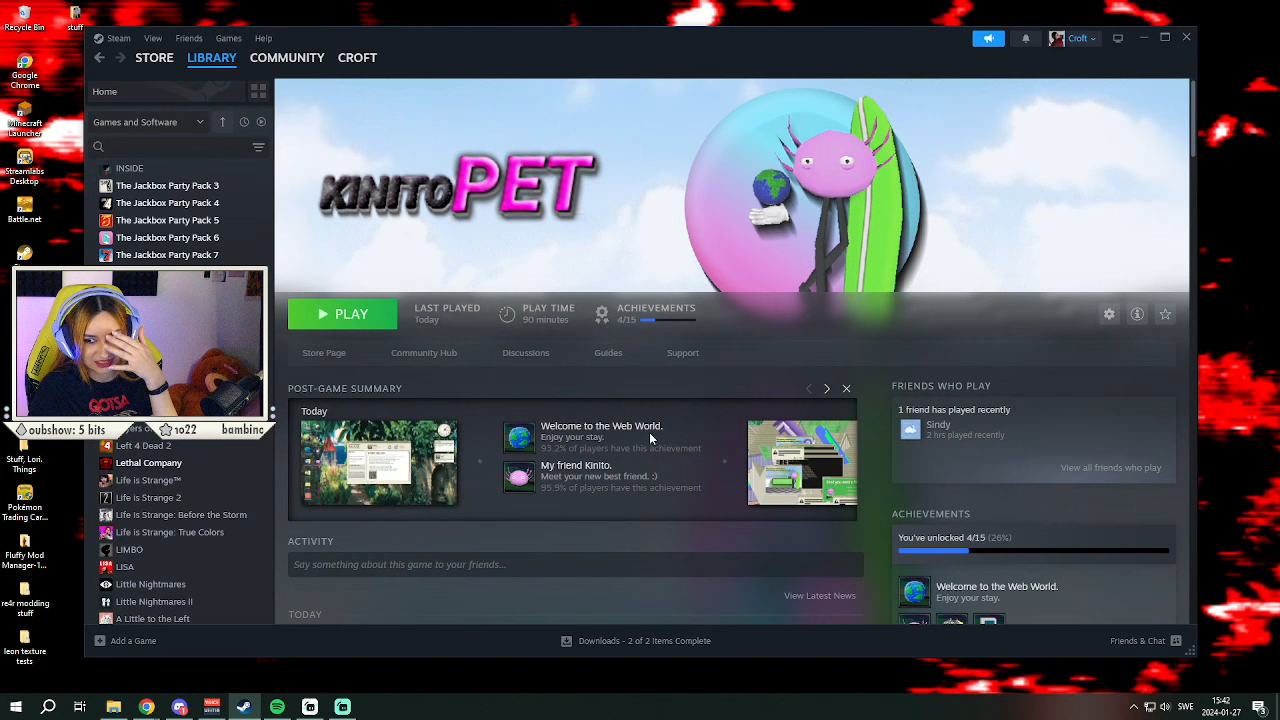 Recycle Bin
stuff
Google Chrome
Minecraft Launcher
Streamlabs Desktop
Battle.net
Stuff, Lori, Things
Pokémon Trading Car...
Fluffy Mod Manager-1...
re4r modding stuff
leon texture tests
Steam View Friends Games Help
Croft
STORE LIBRARY COMMUNITY CROFT
Home
Games and Software
INSIDE
The Jackbox Party Pack 3
The Jackbox Party Pack 4
The Jackbox Party Pack 5
The Jackbox Party Pack 6
The Jackbox Party Pack 7
QOTSA
oubshow: 5 bits
1o22
bambino
Left 4 Dead 2
Lethal Company
Life is Strange™
Life is Strange 2
Life is Strange: Before the Storm
Life is Strange: True Colors
LIMBO
LISA
Little Nightmares
Little Nightmares II
A Little to the Left
KINITOPET
PLAY
LAST PLAYED
Today
PLAY TIME
90 minutes
ACHIEVEMENTS
4/15
Store Page Community Hub Discussions Guides Support
POST-GAME SUMMARY
Today
Welcome to the Web World.
Enjoy your stay.
93.2% of players have this achievement
My friend Kinito.
Meet your new best friend. :)
95.5% of players have this achievement
ACTIVITY
Say something about this game to your friends...
View Latest News
TODAY
FRIENDS WHO PLAY
1 friend has played recently
Sindy
2 hrs played recently
View all friends who play
ACHIEVEMENTS
You've unlocked 4/15 (26%)
Welcome to the Web World.
Enjoy your stay.
Add a Game
Downloads - 2 of 2 Items Complete
Friends & Chat
SWE
15:42
2024-01-27
3